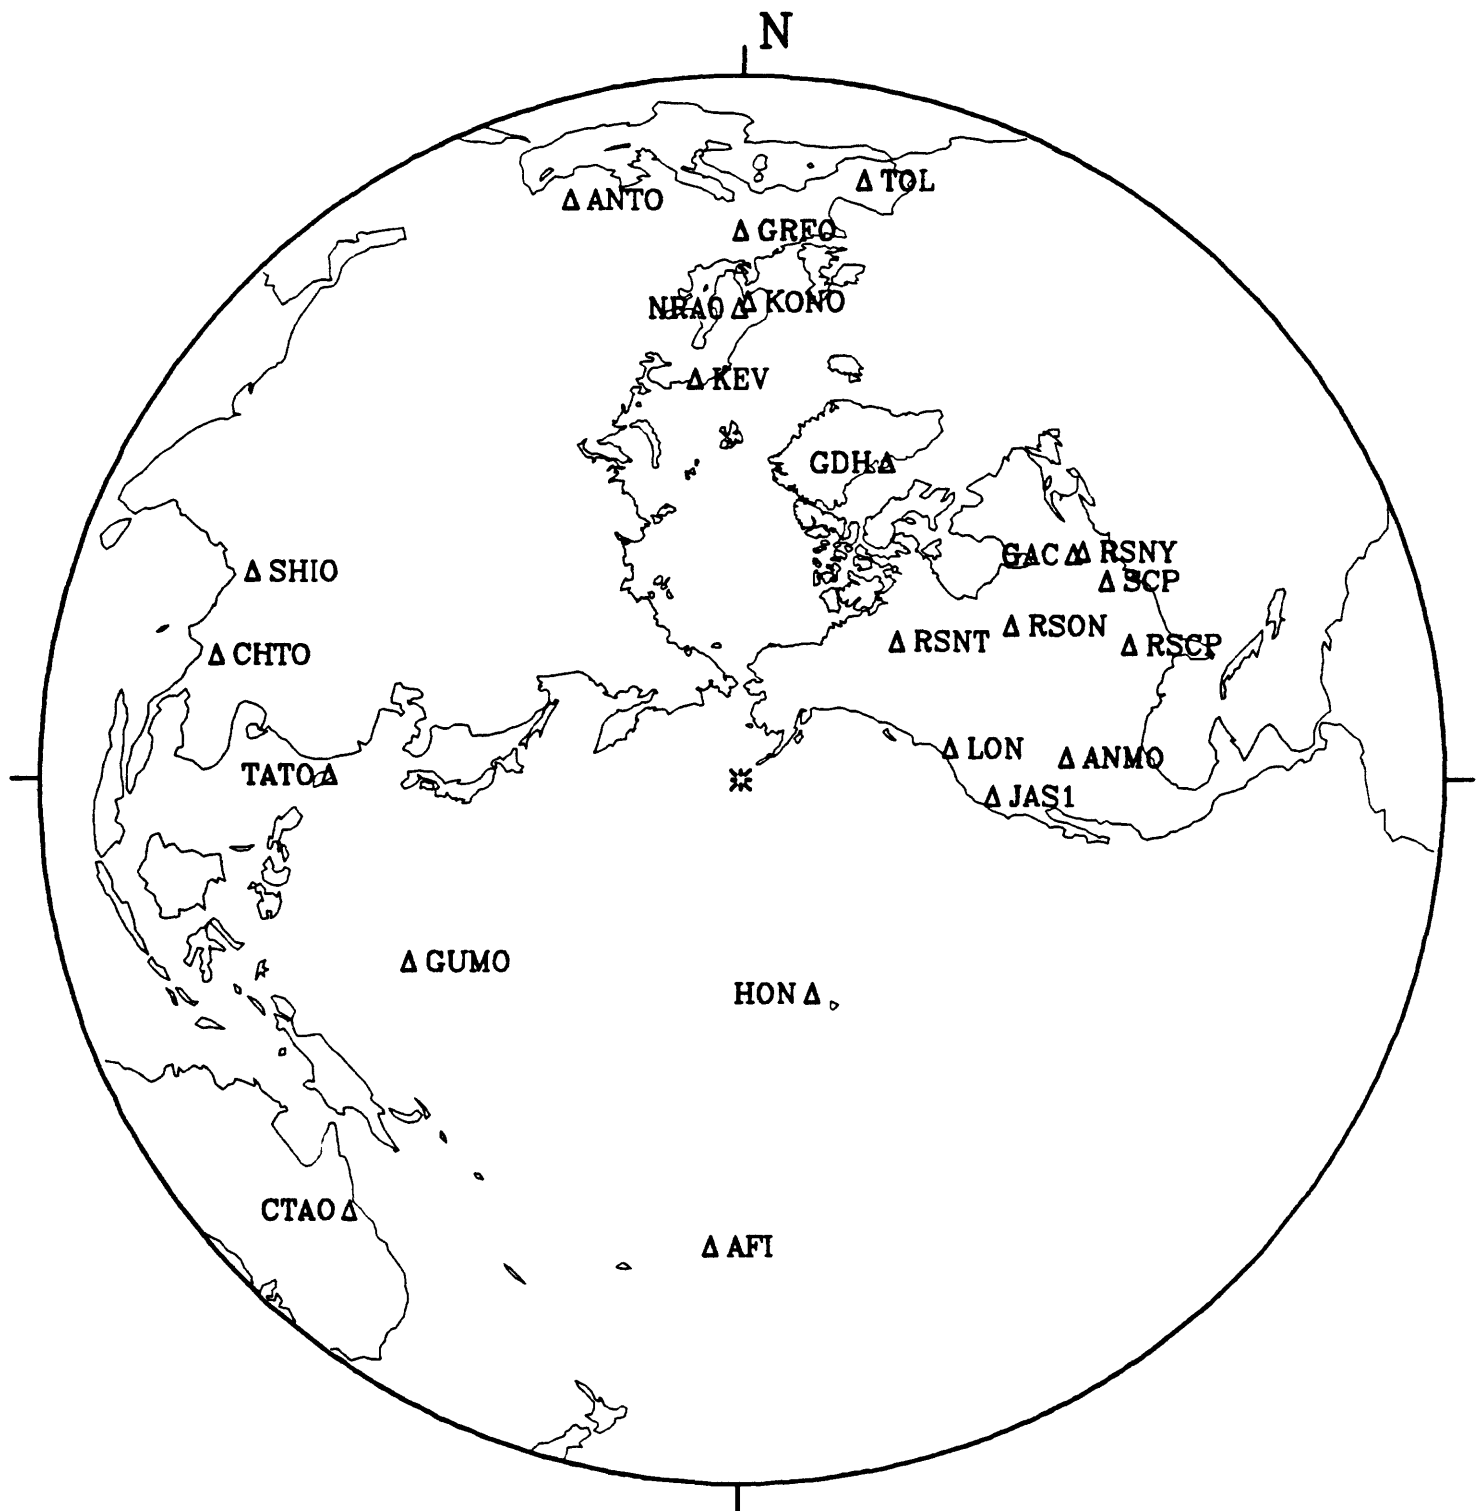 N
TOL
ANTO
GRFO
KONO
NRAO
KEV
GDH
GAC
RSNY
SHIO
SCP
RSON
RSNT
RSCP
CHTO
LON
ANMO
TATO
JAS1
GUMO
HON
CTAO
AFI